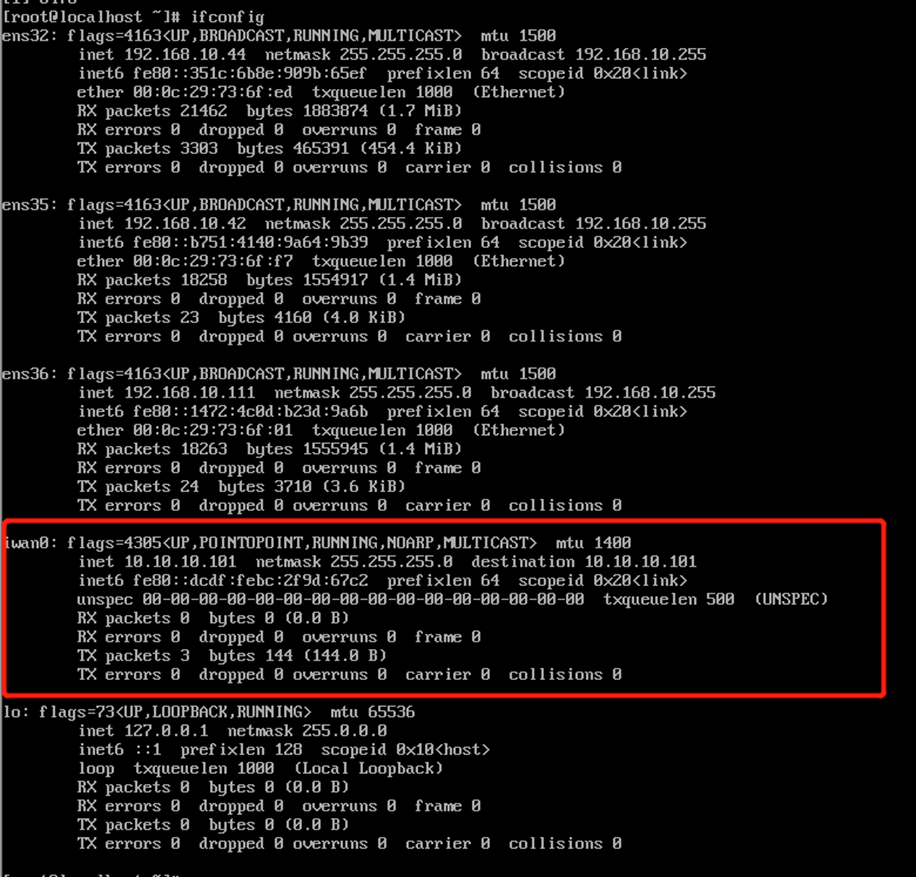 [root@localhost ~]# ifconfig
ens32: flags=4163<UP,BROADCAST,RUNNING,MULTICAST>  mtu 1500
        inet 192.168.10.44  netmask 255.255.255.0  broadcast 192.168.10.255
        inet6 fe80::351c:6b8e:909b:65ef  prefixlen 64  scopeid 0x20<link>
        ether 00:0c:29:73:6f:ed  txqueuelen 1000  (Ethernet)
        RX packets 21462  bytes 1883874 (1.7 MiB)
        RX errors 0  dropped 0  overruns 0  frame 0
        TX packets 3303  bytes 465391 (454.4 KiB)
        TX errors 0  dropped 0 overruns 0  carrier 0  collisions 0

ens35: flags=4163<UP,BROADCAST,RUNNING,MULTICAST>  mtu 1500
        inet 192.168.10.42  netmask 255.255.255.0  broadcast 192.168.10.255
        inet6 fe80::b751:4140:9a64:9b39  prefixlen 64  scopeid 0x20<link>
        ether 00:0c:29:73:6f:f7  txqueuelen 1000  (Ethernet)
        RX packets 18258  bytes 1554917 (1.4 MiB)
        RX errors 0  dropped 0  overruns 0  frame 0
        TX packets 23  bytes 4160 (4.0 KiB)
        TX errors 0  dropped 0 overruns 0  carrier 0  collisions 0

ens36: flags=4163<UP,BROADCAST,RUNNING,MULTICAST>  mtu 1500
        inet 192.168.10.111  netmask 255.255.255.0  broadcast 192.168.10.255
        inet6 fe80::1472:4c0d:b23d:9a6b  prefixlen 64  scopeid 0x20<link>
        ether 00:0c:29:73:6f:01  txqueuelen 1000  (Ethernet)
        RX packets 18263  bytes 1555945 (1.4 MiB)
        RX errors 0  dropped 0  overruns 0  frame 0
        TX packets 24  bytes 3710 (3.6 KiB)
        TX errors 0  dropped 0 overruns 0  carrier 0  collisions 0

iwan0: flags=4305<UP,POINTOPOINT,RUNNING,NOARP,MULTICAST>  mtu 1400
        inet 10.10.10.101  netmask 255.255.255.0  destination 10.10.10.101
        inet6 fe80::dcdf:febc:2f9d:67c2  prefixlen 64  scopeid 0x20<link>
        unspec 00-00-00-00-00-00-00-00-00-00-00-00-00-00-00-00  txqueuelen 500  (UNSPEC)
        RX packets 0  bytes 0 (0.0 B)
        RX errors 0  dropped 0  overruns 0  frame 0
        TX packets 3  bytes 144 (144.0 B)
        TX errors 0  dropped 0 overruns 0  carrier 0  collisions 0

lo: flags=73<UP,LOOPBACK,RUNNING>  mtu 65536
        inet 127.0.0.1  netmask 255.0.0.0
        inet6 ::1  prefixlen 128  scopeid 0x10<host>
        loop  txqueuelen 1000  (Local Loopback)
        RX packets 0  bytes 0 (0.0 B)
        RX errors 0  dropped 0  overruns 0  frame 0
        TX packets 0  bytes 0 (0.0 B)
        TX errors 0  dropped 0 overruns 0  carrier 0  collisions 0